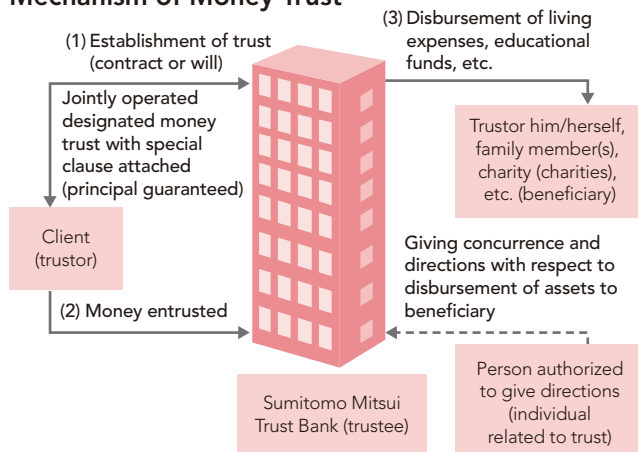 Mechanism of Money Trust
(1) Establishment of trust
(contract or will)
Jointly operated
designated money
trust with special
clause attached
(principal guaranteed)
Client
(trustor)
(2) Money entrusted
Sumitomo Mitsui
Trust Bank (trustee)
(3) Disbursement of living
expenses, educational
funds, etc.
Trustor him/herself,
family member(s),
charity (charities),
etc. (beneficiary)
Giving concurrence and
directions with respect to
disbursement of assets to
beneficiary
Person authorized
to give directions
(individual
related to trust)